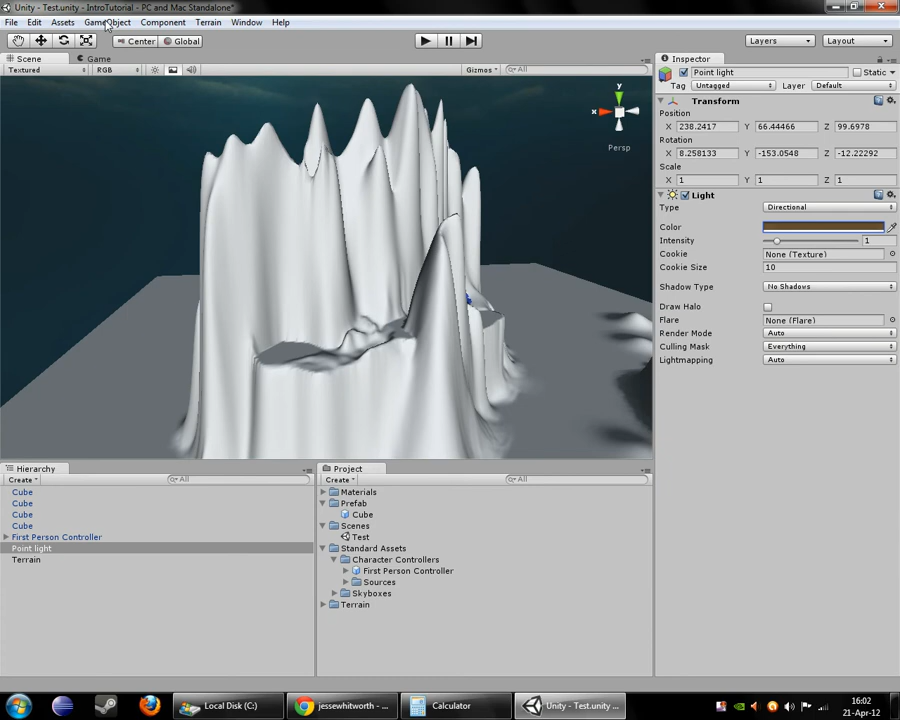 Unity - Test.unity - IntroTutorial - PC and Mac Standalone*
File Edit Assets GameObject Component Terrain Window Help
Center Global Layers Layout
Scene Game
Textured RGB Gizmos All
y
x
Persp
Inspector
Point light Static
Tag Untagged Layer Default
Transform
Position
X 238.2417 Y 66.44466 Z 99.6978
Rotation
X 8.258133 Y -153.0548 Z -12.22292
Scale
X 1 Y 1 Z 1
Light
Type Directional
Color
Intensity 1
Cookie None (Texture)
Cookie Size 10
Shadow Type No Shadows
Draw Halo
Flare None (Flare)
Render Mode Auto
Culling Mask Everything
Lightmapping Auto
Hierarchy
Create All
Cube
Cube
Cube
Cube
First Person Controller
Point light
Terrain
Project
Create All
Materials
Prefab
Cube
Scenes
Test
Standard Assets
Character Controllers
First Person Controller
Sources
Skyboxes
Terrain
Local Disk (C:) jessewhitworth - ... Calculator Unity - Test.unity ...
16:02
21-Apr-12